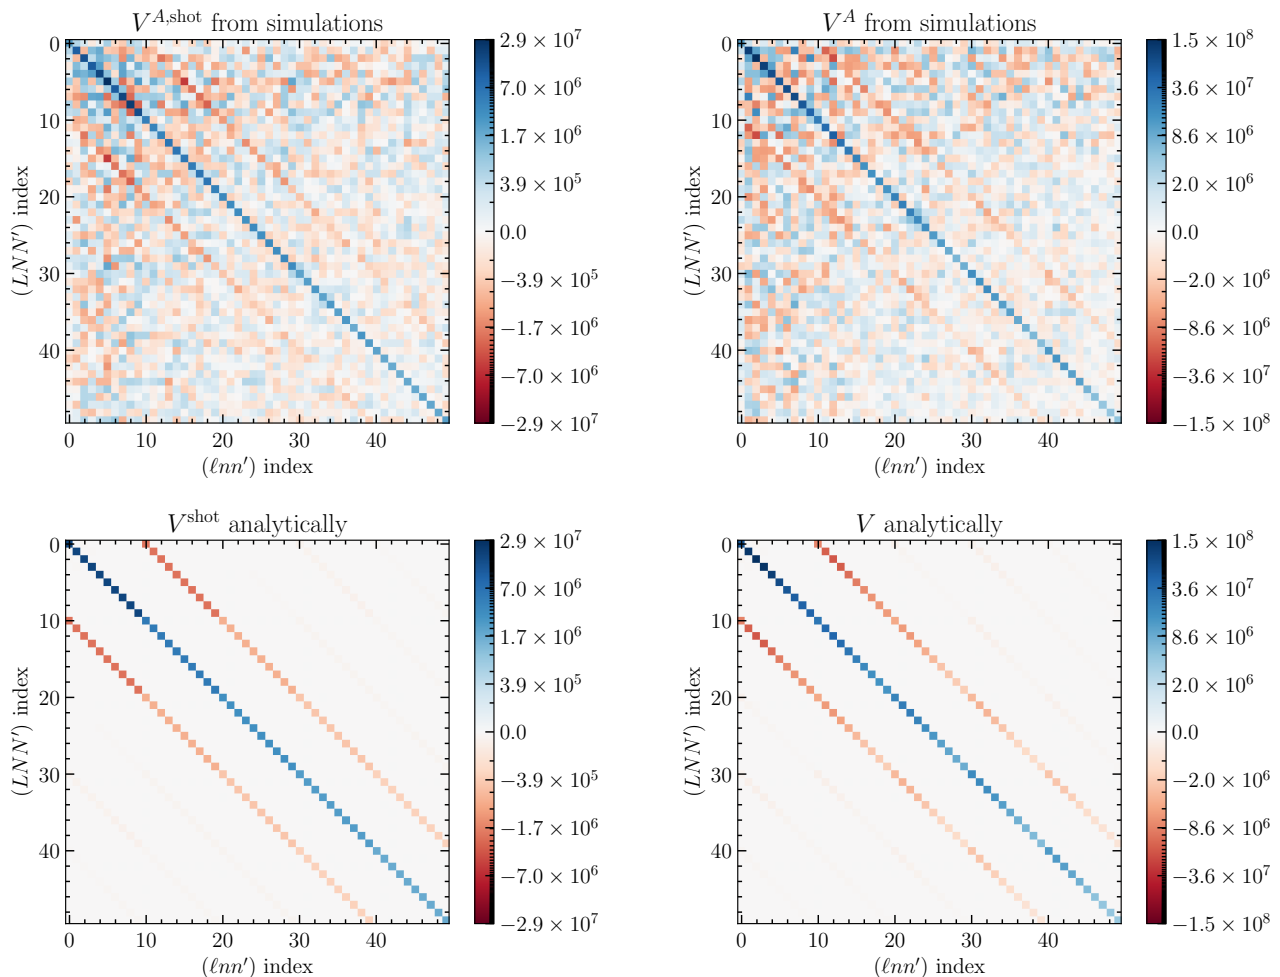 V^{A,shot} from simulations
0
10
20
30
40
(LNN′) index
0 10 20 30 40
(ℓnn′) index
2.9 × 10^7
7.0 × 10^6
1.7 × 10^6
3.9 × 10^5
0.0
−3.9 × 10^5
−1.7 × 10^6
−7.0 × 10^6
−2.9 × 10^7
V^A from simulations
0
10
20
30
40
(LNN′) index
0 10 20 30 40
(ℓnn′) index
1.5 × 10^8
3.6 × 10^7
8.6 × 10^6
2.0 × 10^6
0.0
−2.0 × 10^6
−8.6 × 10^6
−3.6 × 10^7
−1.5 × 10^8
V^{shot} analytically
0
10
20
30
40
(LNN′) index
0 10 20 30 40
(ℓnn′) index
2.9 × 10^7
7.0 × 10^6
1.7 × 10^6
3.9 × 10^5
0.0
−3.9 × 10^5
−1.7 × 10^6
−7.0 × 10^6
−2.9 × 10^7
V analytically
0
10
20
30
40
(LNN′) index
0 10 20 30 40
(ℓnn′) index
1.5 × 10^8
3.6 × 10^7
8.6 × 10^6
2.0 × 10^6
0.0
−2.0 × 10^6
−8.6 × 10^6
−3.6 × 10^7
−1.5 × 10^8